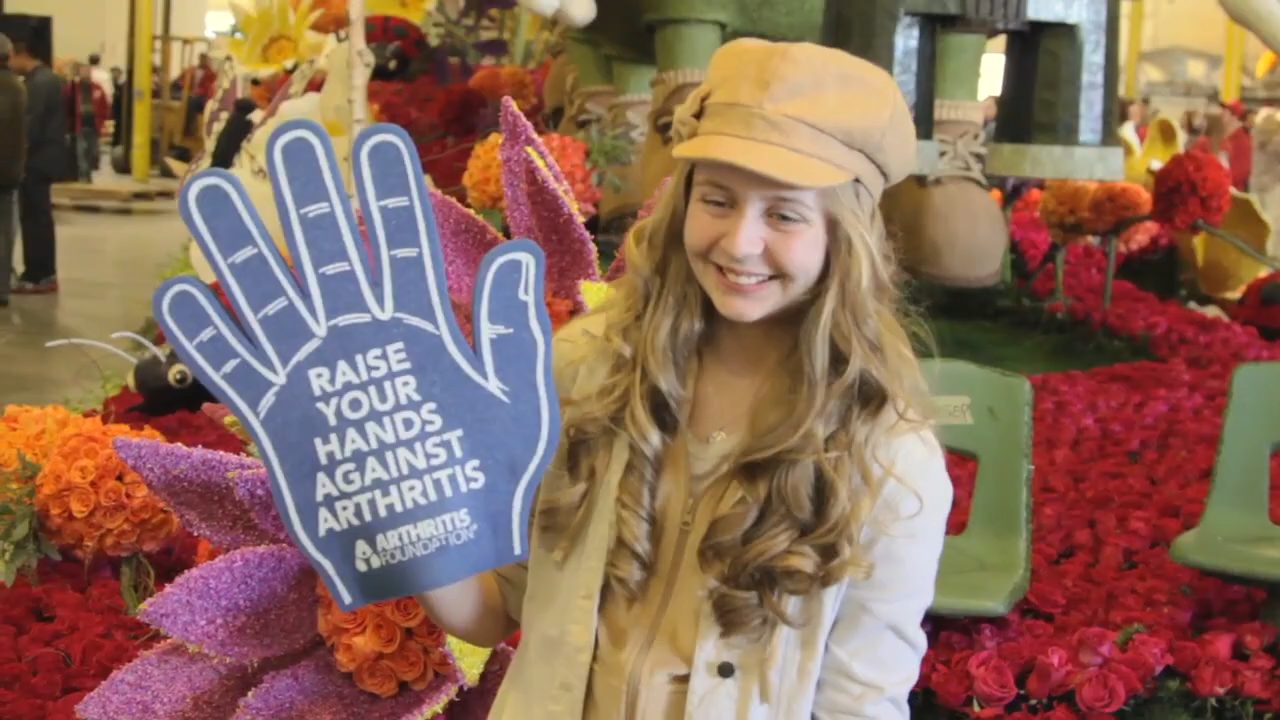 RAISE
YOUR
HANDS
AGAINST
ARTHRITIS
ARTHRITIS
FOUNDATION®